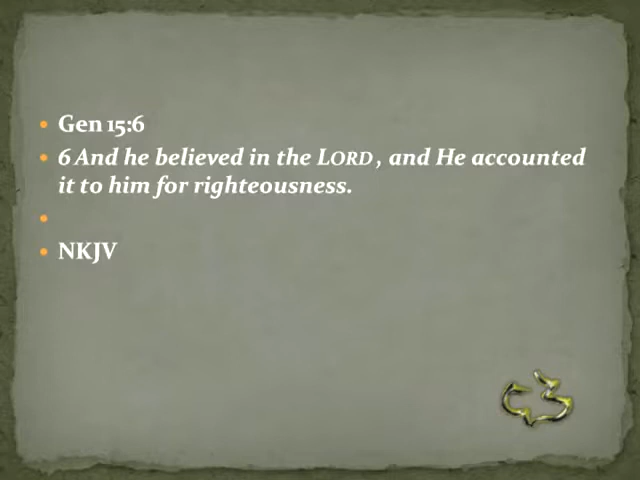 Gen 15:6
6 And he believed in the LORD , and He accounted
it to him for righteousness.
NKJV